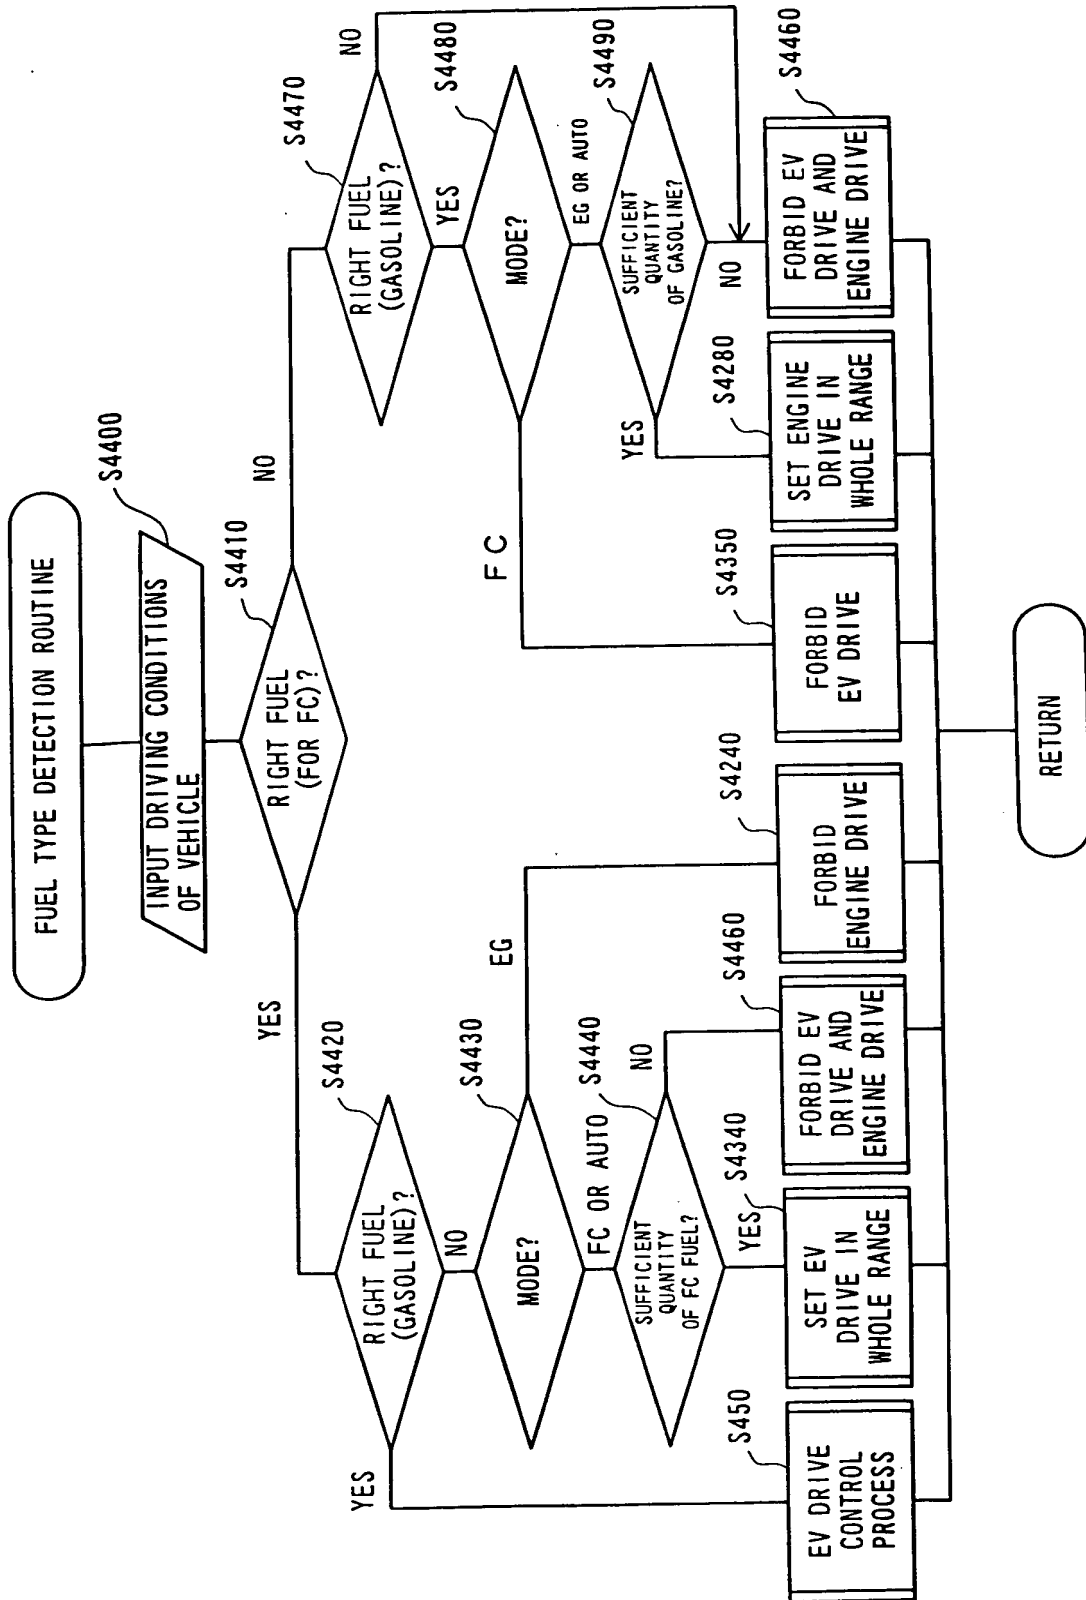 FUEL TYPE DETECTION ROUTINE
S4400
INPUT DRIVING CONDITIONS
OF VEHICLE
S4410
RIGHT FUEL
(FOR FC)?
YES
NO
S4420
RIGHT FUEL
(GASOLINE)?
YES
NO
S4430
MODE?
EG
FC OR AUTO
S4440
SUFFICIENT
QUANTITY
OF FC FUEL?
NO
YES
S4470
RIGHT FUEL
(GASOLINE)?
NO
YES
S4480
MODE?
FC
EG OR AUTO
S4490
SUFFICIENT
QUANTITY
OF GASOLINE?
YES
NO
S450
EV DRIVE
CONTROL
PROCESS
S4340
SET EV
DRIVE IN
WHOLE RANGE
S4460
FORBID EV
DRIVE AND
ENGINE DRIVE
S4240
FORBID
ENGINE DRIVE
S4350
FORBID
EV DRIVE
S4280
SET ENGINE
DRIVE IN
WHOLE RANGE
S4460
FORBID EV
DRIVE AND
ENGINE DRIVE
RETURN